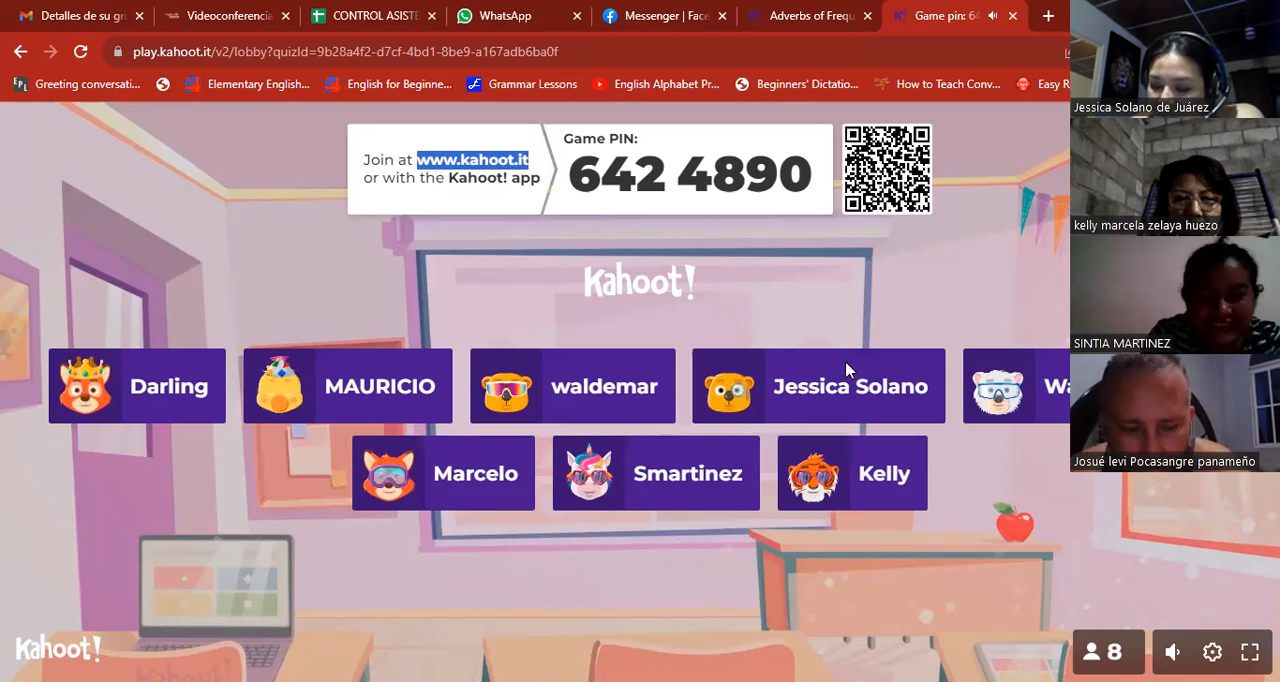 Detalles de su gr
Videoconferencia
CONTROL ASISTE
WhatsApp
Messenger | Face
Adverbs of Frequ
Game pin: 64
play.kahoot.it/v2/lobby?quizId=9b28a4f2-d7cf-4bd1-8be9-a167adb6ba0f
Greeting conversati...
Elementary English...
English for Beginne...
Grammar Lessons
English Alphabet Pr...
Beginners' Dictatio...
How to Teach Conv...
Easy R
Join at www.kahoot.it
or with the Kahoot! app
Game PIN:
642 4890
Kahoot!
Darling
MAURICIO
waldemar
Jessica Solano
Wa
Marcelo
Smartinez
Kelly
Kahoot!
8
Jessica Solano de Juárez
kelly marcela zelaya huezo
SINTIA MARTINEZ
Josué levi Pocasangre panameño